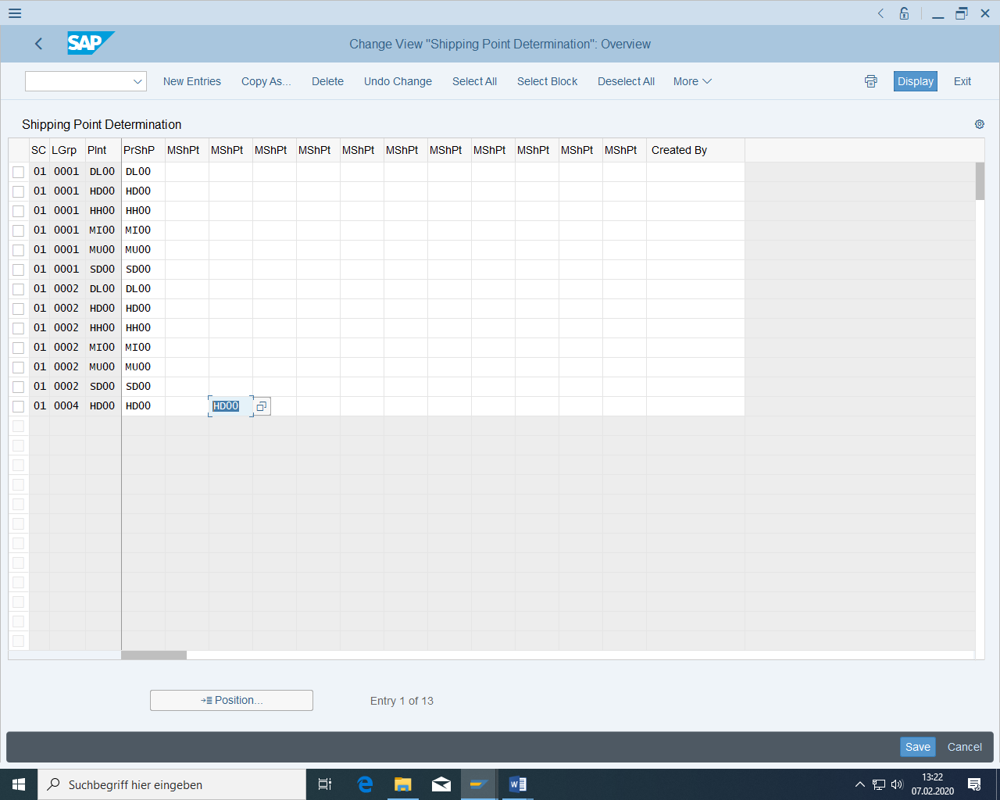 SAP
Change View "Shipping Point Determination": Overview
New Entries Copy As... Delete Undo Change Select All Select Block Deselect All More Display Exit
Shipping Point Determination
SC LGrp Plnt PrShP MShPt MShPt MShPt MShPt MShPt MShPt MShPt MShPt MShPt MShPt MShPt Created By
01 0001 DL00 DL00
01 0001 HD00 HD00
01 0001 HH00 HH00
01 0001 MI00 MI00
01 0001 MU00 MU00
01 0001 SD00 SD00
01 0002 DL00 DL00
01 0002 HD00 HD00
01 0002 HH00 HH00
01 0002 MI00 MI00
01 0002 MU00 MU00
01 0002 SD00 SD00
01 0004 HD00 HD00 HD00
Position... Entry 1 of 13
Save Cancel
Suchbegriff hier eingeben
13:22
07.02.2020